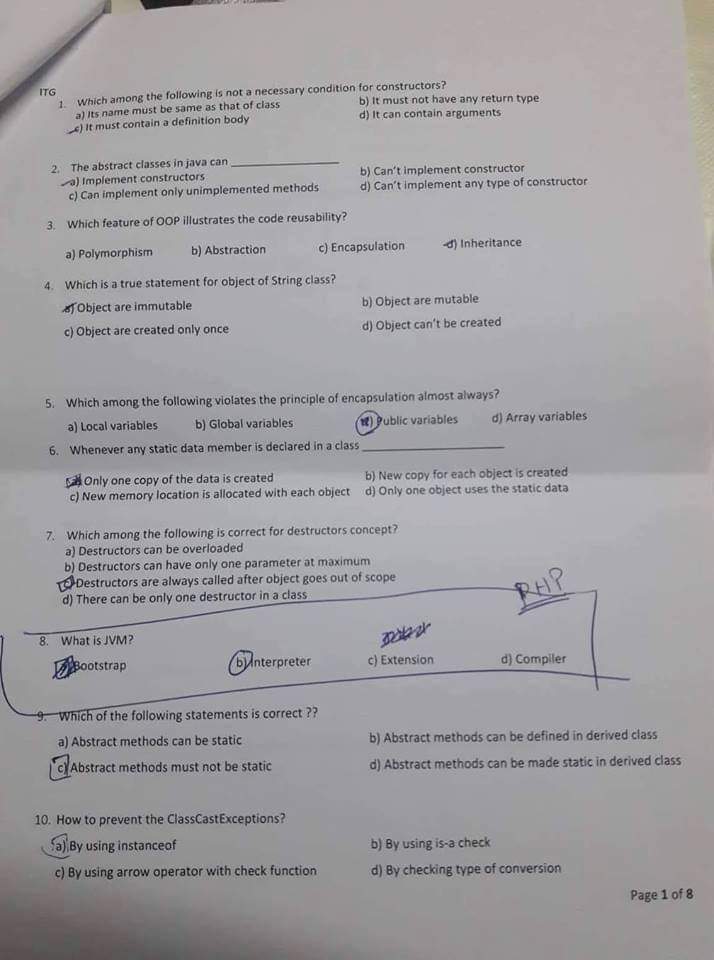 ITG
1. Which among the following is not a necessary condition for constructors?
a) Its name must be same as that of class b) It must not have any return type
c) It must contain a definition body d) It can contain arguments
2. The abstract classes in java can ____________
a) Implement constructors b) Can't implement constructor
c) Can implement only unimplemented methods d) Can't implement any type of constructor
3. Which feature of OOP illustrates the code reusability?
a) Polymorphism b) Abstraction c) Encapsulation d) Inheritance
4. Which is a true statement for object of String class?
a) Object are immutable b) Object are mutable
c) Object are created only once d) Object can't be created
5. Which among the following violates the principle of encapsulation almost always?
a) Local variables b) Global variables c) Public variables d) Array variables
6. Whenever any static data member is declared in a class ____________
a) Only one copy of the data is created b) New copy for each object is created
c) New memory location is allocated with each object d) Only one object uses the static data
7. Which among the following is correct for destructors concept?
a) Destructors can be overloaded
b) Destructors can have only one parameter at maximum
c) Destructors are always called after object goes out of scope
d) There can be only one destructor in a class
PHP
8. What is JVM?
a) Bootstrap b) Interpreter c) Extension d) Compiler
9. Which of the following statements is correct ??
a) Abstract methods can be static b) Abstract methods can be defined in derived class
c) Abstract methods must not be static d) Abstract methods can be made static in derived class
10. How to prevent the ClassCastExceptions?
a) By using instanceof b) By using is-a check
c) By using arrow operator with check function d) By checking type of conversion
Page 1 of 8